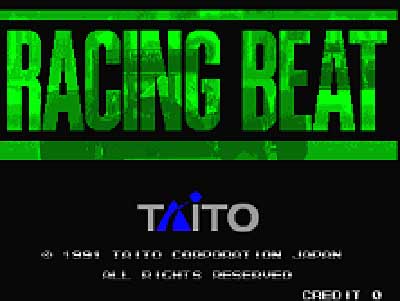 RACING BEAT
TAITO
© 1991 TAITO CORPORATION JAPAN
ALL RIGHTS RESERVED
CREDIT 0